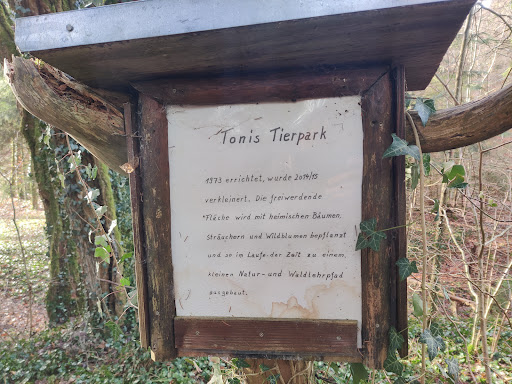 Tonis Tierpark
1973 errichtet, wurde 2014/15
verkleinert. Die freiwerdende
Fläche wird mit heimischen Bäumen,
Sträuchern und Wildblumen bepflanzt
und so im Laufe der Zeit zu einem
kleinen Natur- und Waldlehrpfad
ausgebaut.